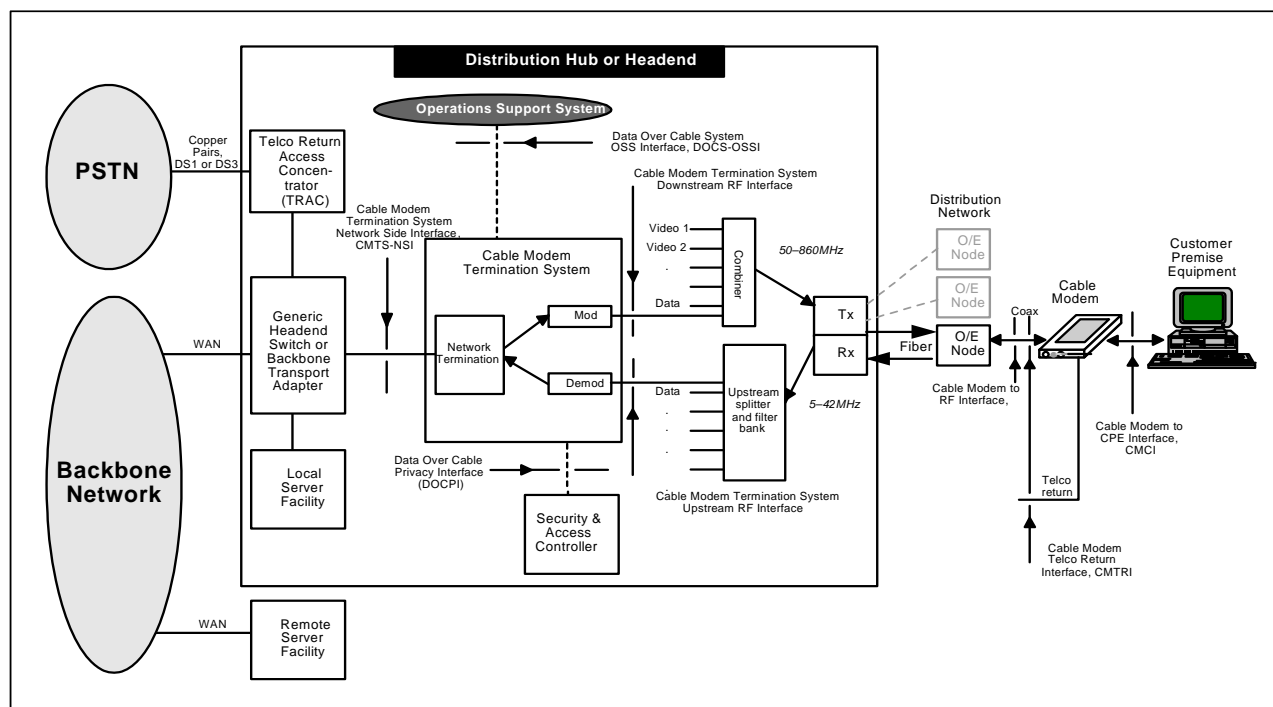 Distribution Hub or Headend
Operations Support System
PSTN
Copper
Pairs,
DS1 or DS3
Telco Return
Access
Concen-
trator
(TRAC)
Data Over Cable System
OSS Interface, DOCS-OSSI
Cable Modem Termination System
Downstream RF Interface
Cable Modem
Termination System
Network Side Interface,
CMTS-NSI
Cable Modem
Termination System
Video 1
Video 2
.
.
Data
Combiner
50–860MHz
Distribution
Network
O/E
Node
O/E
Node
O/E
Node
Customer
Premise
Equipment
Cable
Modem
Coax
Mod
Network
Termination
Demod
Tx
Rx
Fiber
WAN
Generic
Headend
Switch or
Backbone
Transport
Adapter
Data
.
.
.
.
Upstream
splitter
and filter
bank
5–42MHz
Cable Modem to
RF Interface,
Cable Modem to
CPE Interface,
CMCI
Backbone
Network
Local
Server
Facility
Data Over Cable
Privacy Interface
(DOCPI)
Cable Modem Termination System
Upstream RF Interface
Security &
Access
Controller
Telco
return
Cable Modem
Telco Return
Interface, CMTRI
WAN
Remote
Server
Facility